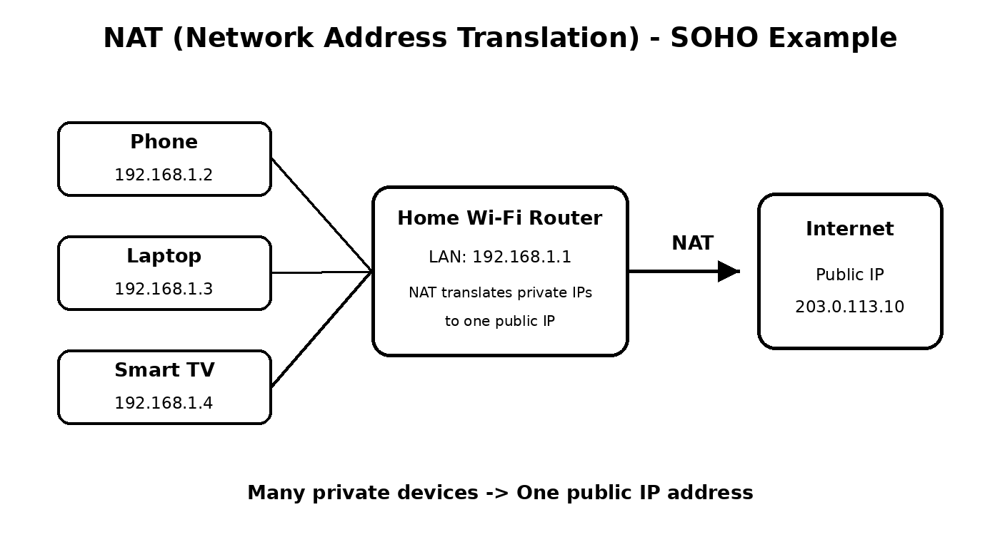 NAT (Network Address Translation) - SOHO Example
Phone
192.168.1.2
Laptop
192.168.1.3
Smart TV
192.168.1.4
Home Wi-Fi Router
LAN: 192.168.1.1
NAT translates private IPs
to one public IP
NAT
Internet
Public IP
203.0.113.10
Many private devices -> One public IP address